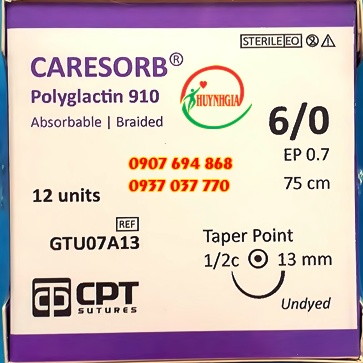 STERILE EO
CARESORB®
Polyglactin 910
Absorbable | Braided
HUYNHGIA
6/0
EP 0.7
75 cm
0907 694 868
0937 037 770
12 units
REF
GTU07A13
Taper Point
1/2c 13 mm
CPT
SUTURES
Undyed